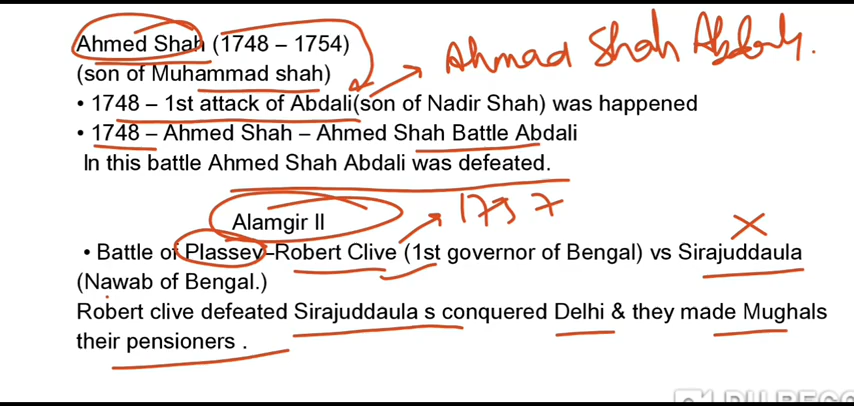 Ahmed Shah (1748 – 1754)
Ahmad Shah Abdali.
(son of Muhammad shah)
• 1748 – 1st attack of Abdali(son of Nadir Shah) was happened
• 1748 – Ahmed Shah – Ahmed Shah Battle Abdali
In this battle Ahmed Shah Abdali was defeated.
Alamgir II
1757
• Battle of Plassey–Robert Clive (1st governor of Bengal) vs Sirajuddaula
(Nawab of Bengal.)
Robert clive defeated Sirajuddaula s conquered Delhi & they made Mughals
their pensioners .